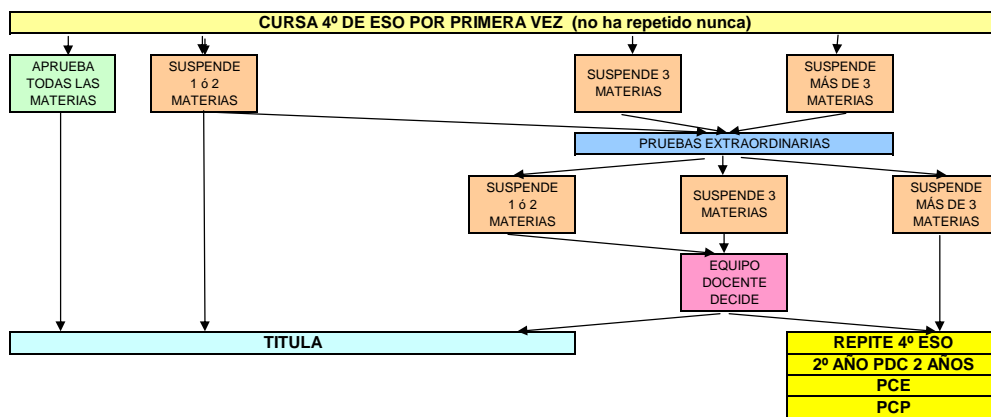 CURSA 4º DE ESO POR PRIMERA VEZ (no ha repetido nunca)
APRUEBA
TODAS LAS
MATERIAS
SUSPENDE
1 ó 2
MATERIAS
SUSPENDE 3
MATERIAS
SUSPENDE
MÁS DE 3
MATERIAS
PRUEBAS EXTRAORDINARIAS
SUSPENDE
1 ó 2
MATERIAS
SUSPENDE 3
MATERIAS
SUSPENDE
MÁS DE 3
MATERIAS
EQUIPO
DOCENTE
DECIDE
TITULA
REPITE 4º ESO
2º AÑO PDC 2 AÑOS
PCE
PCP